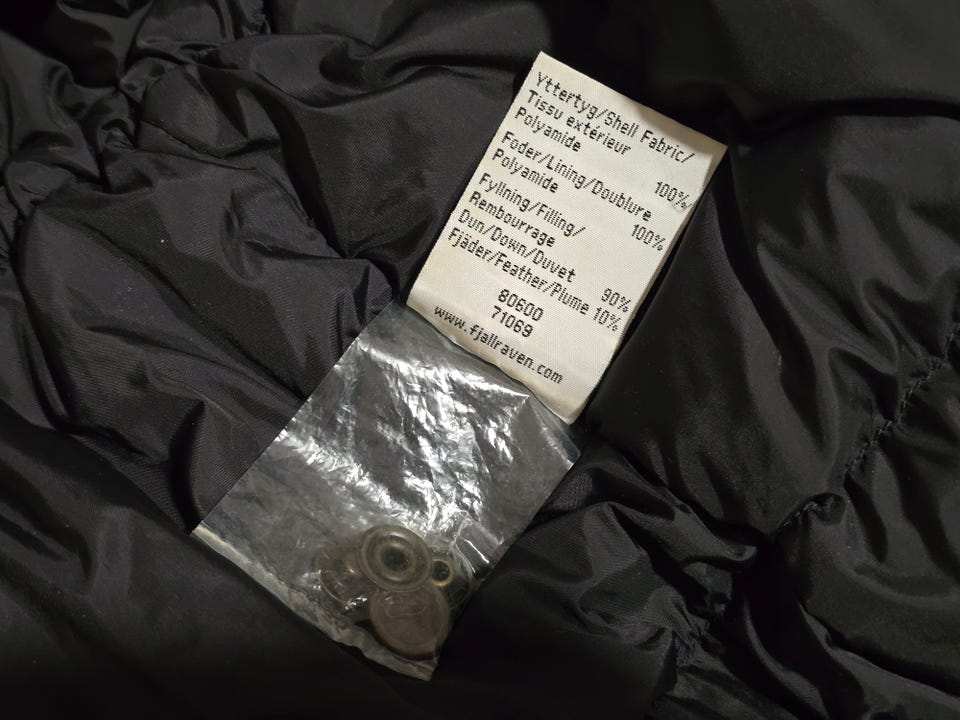 Yttertyg/Shell Fabric/
Tissu extérieur
Polyamide 100%
Foder/Lining/Doublure
Polyamide 100%
Fyllning/Filling/
Rembourrage
Dun/Down/Duvet 90%
Fjäder/Feather/Plume 10%
80600
71069
www.fjallraven.com